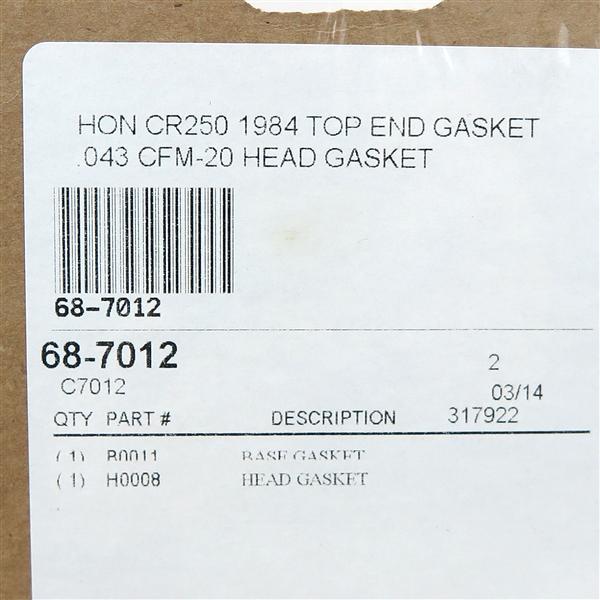 HON CR250 1984 TOP END GASKET
.043 CFM-20 HEAD GASKET
68-7012
68-7012
2
C7012
03/14
QTY PART # DESCRIPTION 317922
( 1) B0011 BASE GASKET
( 1) H0008 HEAD GASKET